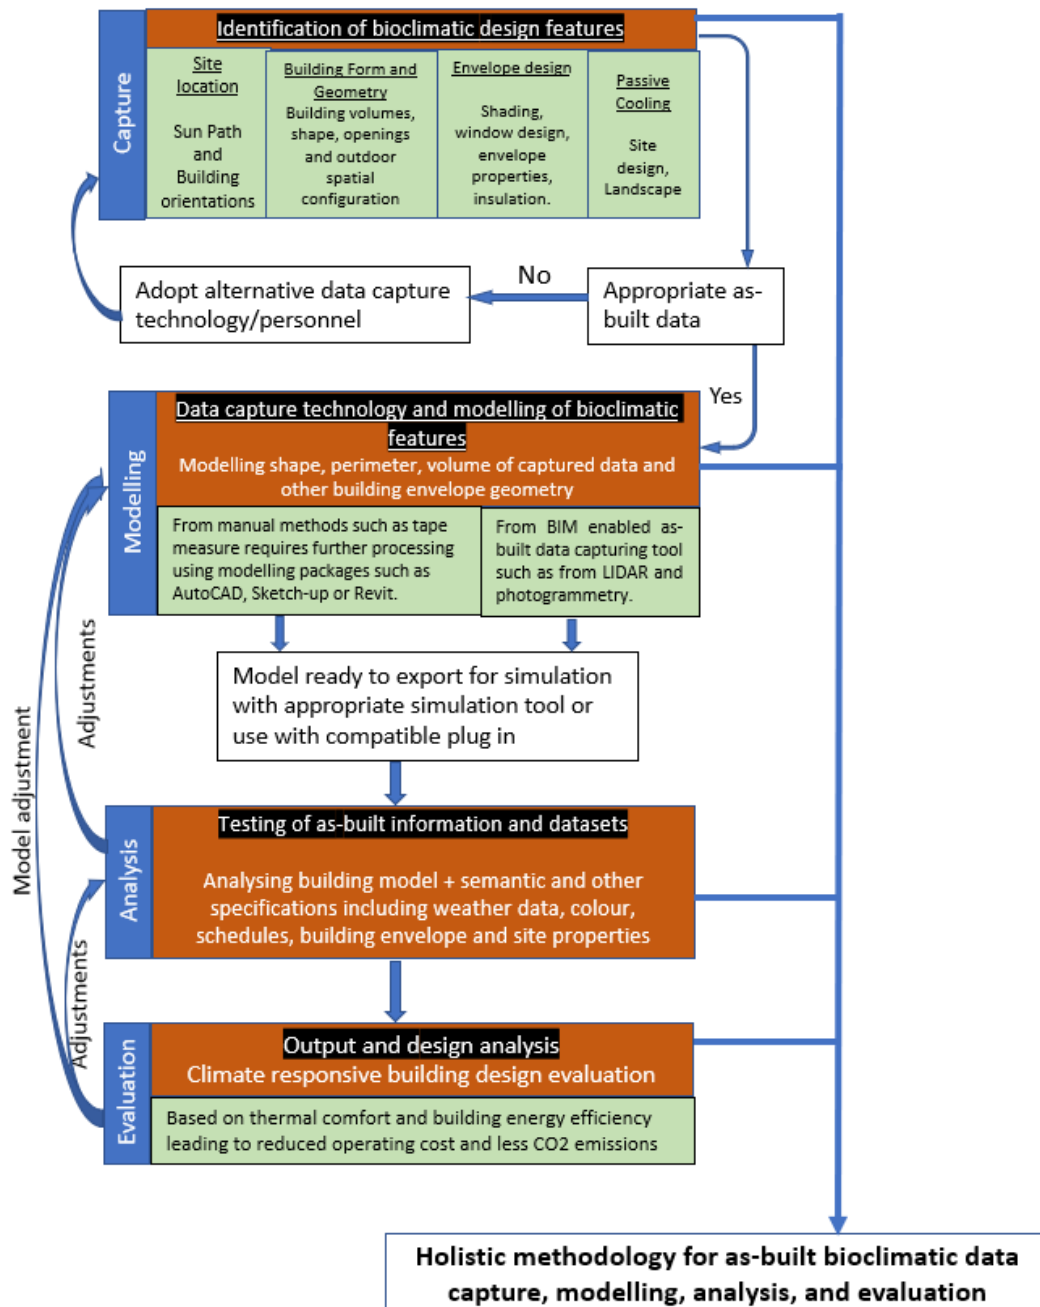 Identification of bioclimatic design features
Capture
Site
location
Sun Path
and
Building
orientations
Building Form and
Geometry
Building volumes,
shape, openings
and outdoor
spatial
configuration
Envelope design
Shading,
window design,
envelope
properties,
insulation.
Passive
Cooling
Site
design,
Landscape
Adopt alternative data capture
technology/personnel
No
Appropriate as-
built data
Yes
Modelling
Data capture technology and modelling of bioclimatic
features
Modelling shape, perimeter, volume of captured data and
other building envelope geometry
From manual methods such as tape
measure requires further processing
using modelling packages such as
AutoCAD, Sketch-up or Revit.
From BIM enabled as-
built data capturing tool
such as from LIDAR and
photogrammetry.
Model ready to export for simulation
with appropriate simulation tool or
use with compatible plug in
Adjustments
Model adjustment
Analysis
Testing of as-built information and datasets
Analysing building model + semantic and other
specifications including weather data, colour,
schedules, building envelope and site properties
Adjustments
Evaluation
Output and design analysis
Climate responsive building design evaluation
Based on thermal comfort and building energy efficiency
leading to reduced operating cost and less CO2 emissions
Holistic methodology for as-built bioclimatic data
capture, modelling, analysis, and evaluation